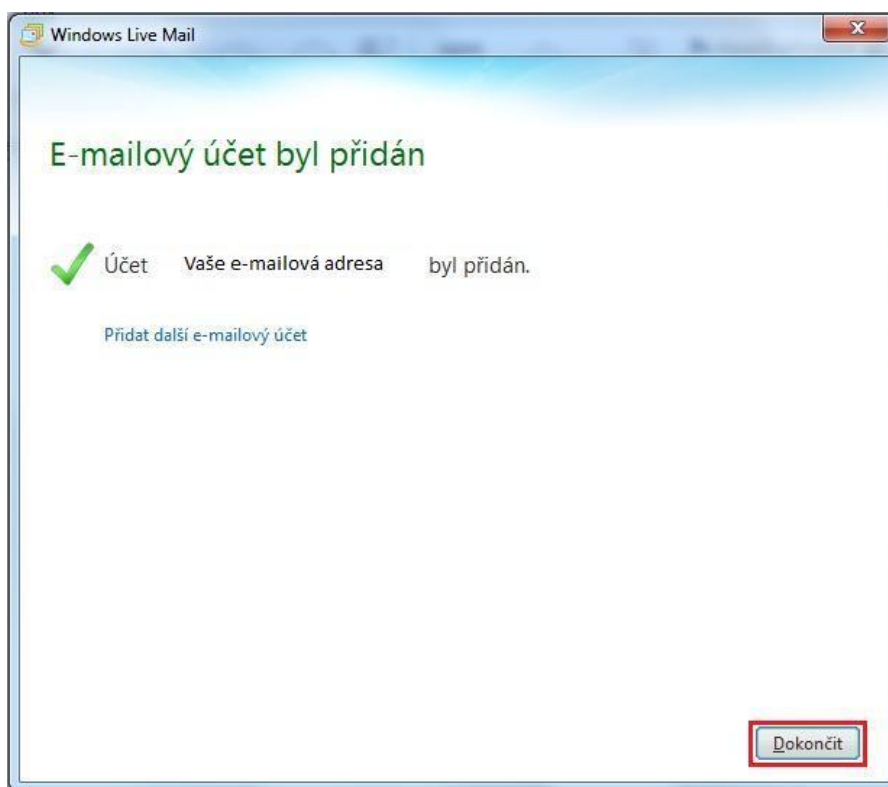 Windows Live Mail
E-mailový účet byl přidán
Účet Vaše e-mailová adresa byl přidán.
Přidat další e-mailový účet
Dokončit